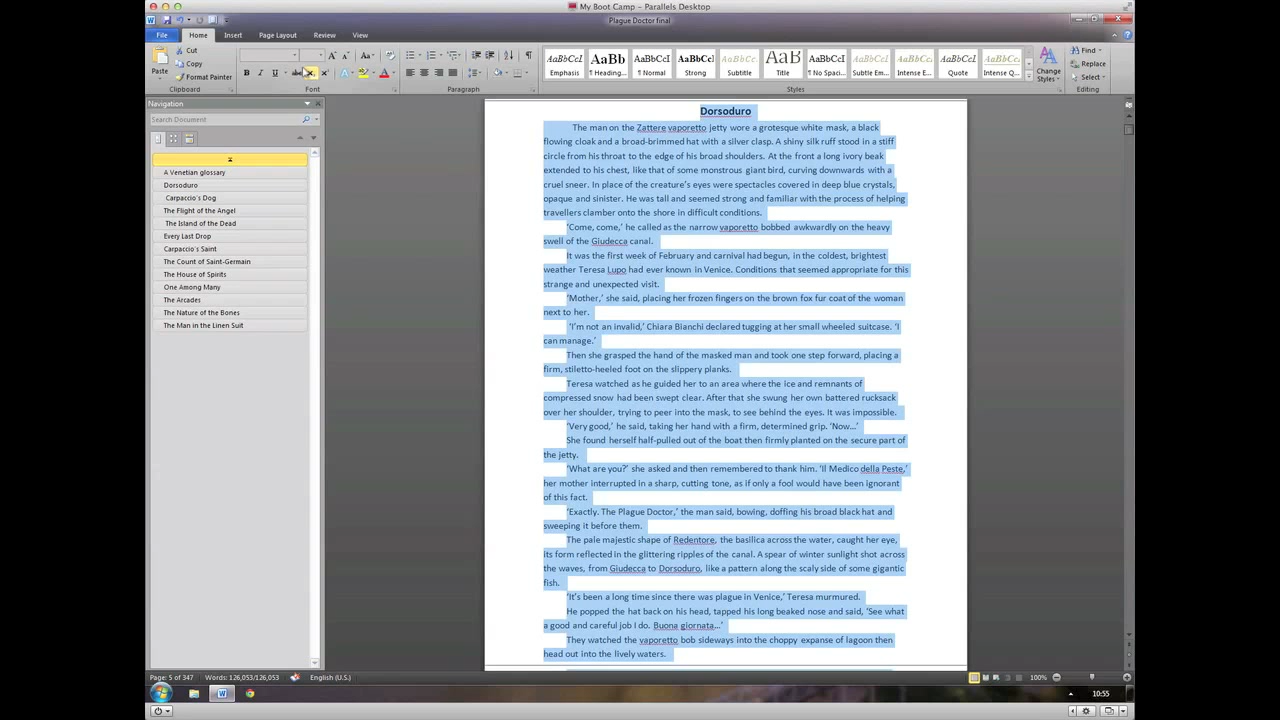 My Boot Camp – Parallels Desktop
Plague Doctor final
File Home Insert Page Layout References Review View
Cut
Copy
Format Painter
Paste
Clipboard
Font
Paragraph
AaBbCcI AaBb AaBbCc AaBbCc AaBbCcL AaB AaBbCcI AaBbCcL AaBbCcI AaBbCcI AaBbCcI
Emphasis ¶ Heading... ¶ Normal Strong Subtitle Title ¶ No Spaci... Subtle Em... Intense E... Quote Intense Q...
Change Styles
Styles
Find
Replace
Select
Editing
Navigation
Search Document
A Venetian glossary
Dorsoduro
Carpaccio's Dog
The Flight of the Angel
The Island of the Dead
Every Last Drop
Carpaccio's Saint
The Count of Saint-Germain
The House of Spirits
One Among Many
The Arcades
The Nature of the Bones
The Man in the Linen Suit
Dorsoduro
The man on the Zattere vaporetto jetty wore a grotesque white mask, a black
flowing cloak and a broad-brimmed hat with a silver clasp. A shiny silk ruff stood in a stiff
circle from his throat to the edge of his broad shoulders. At the front a long ivory beak
extended to his chest, like that of some monstrous giant bird, curving downwards with a
cruel sneer. In place of the creature's eyes were spectacles covered in deep blue crystals,
opaque and sinister. He was tall and seemed strong and familiar with the process of helping
travellers clamber onto the shore in difficult conditions.
‘Come, come,’ he called as the narrow vaporetto bobbed awkwardly on the heavy
swell of the Giudecca canal.
It was the first week of February and carnival had begun, in the coldest, brightest
weather Teresa Lupo had ever known in Venice. Conditions that seemed appropriate for this
strange and unexpected visit.
‘Mother,’ she said, placing her frozen fingers on the brown fox fur coat of the woman
next to her.
‘I’m not an invalid,’ Chiara Bianchi declared tugging at her small wheeled suitcase. ‘I
can manage.’
Then she grasped the hand of the masked man and took one step forward, placing a
firm, stiletto-heeled foot on the slippery planks.
Teresa watched as he guided her to an area where the ice and remnants of
compressed snow had been swept clear. After that she swung her own battered rucksack
over her shoulder, trying to peer into the mask, to see behind the eyes. It was impossible.
‘Very good,’ he said, taking her hand with a firm, determined grip. ‘Now…’
She found herself half-pulled out of the boat then firmly planted on the secure part of
the jetty.
‘What are you?’ she asked and then remembered to thank him. ‘Il Medico della Peste,’
her mother interrupted in a sharp, cutting tone, as if only a fool would have been ignorant
of this fact.
‘Exactly. The Plague Doctor,’ the man said, bowing, doffing his broad black hat and
sweeping it before them.
The pale majestic shape of Redentore, the basilica across the water, caught her eye,
its form reflected in the glittering ripples of the canal. A spear of winter sunlight shot across
the waves, from Giudecca to Dorsoduro, like a pattern along the scaly side of some gigantic
fish.
‘It’s been a long time since there was plague in Venice,’ Teresa murmured.
He popped the hat back on his head, tapped his long beaked nose and said, ‘See what
a good and careful job I do. Buona giornata…’
They watched the vaporetto bob sideways into the choppy expanse of lagoon then
head out into the lively waters.
Page: 5 of 347 Words: 126,053/126,053 English (U.S.) 100%
10:55